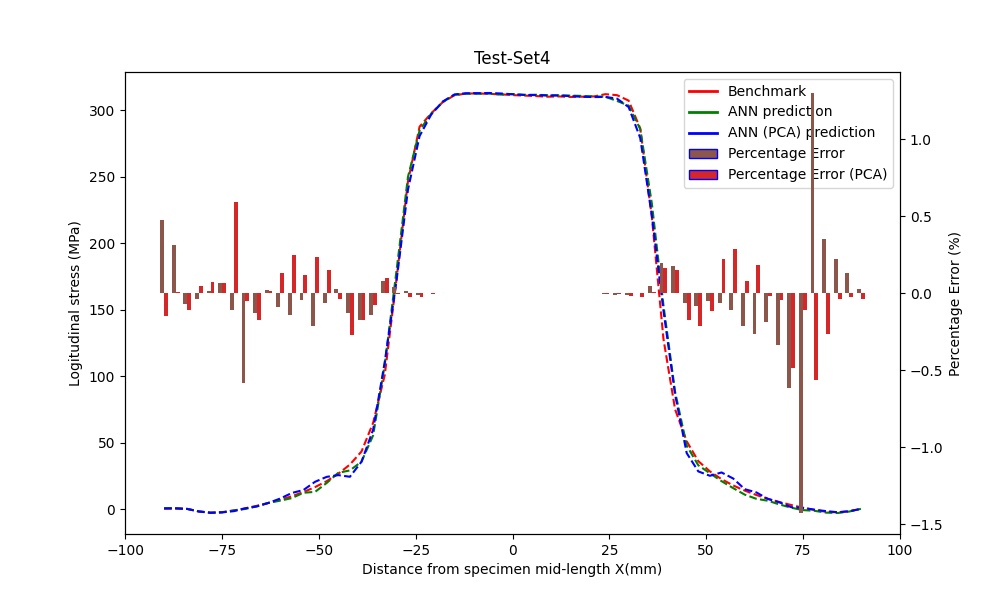 Test-Set4
Benchmark
ANN prediction
ANN (PCA) prediction
Percentage Error
Percentage Error (PCA)
Logitudinal stress (MPa)
300
250
200
150
100
50
0
Percentage Error (%)
1.0
0.5
0.0
−0.5
−1.0
−1.5
−100 −75 −50 −25 0 25 50 75 100
Distance from specimen mid-length X(mm)